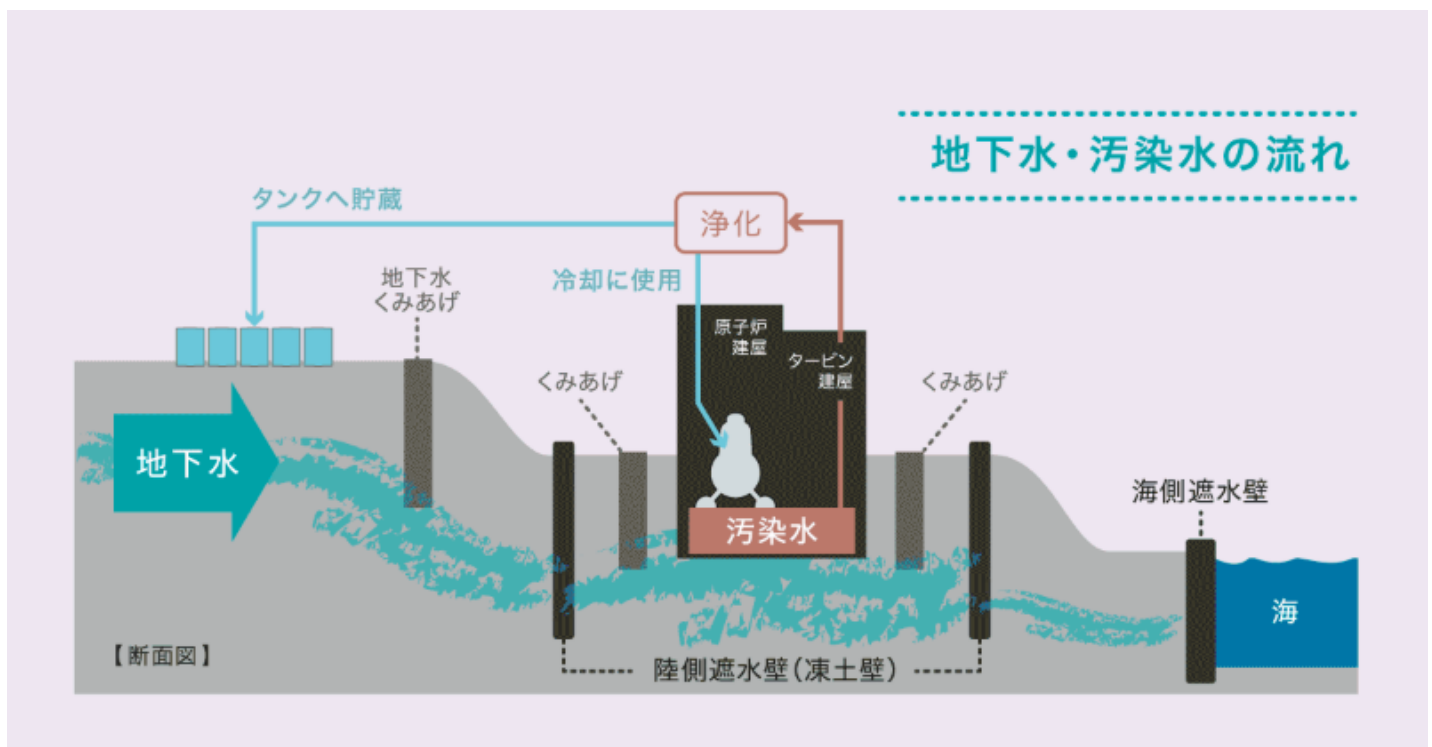 地下水・汚染水の流れ
タンクへ貯蔵
浄化
地下水
くみあげ
冷却に使用
原子炉
建屋
タービン
建屋
くみあげ
くみあげ
地下水
汚染水
海側遮水壁
海
【断面図】
陸側遮水壁(凍土壁)